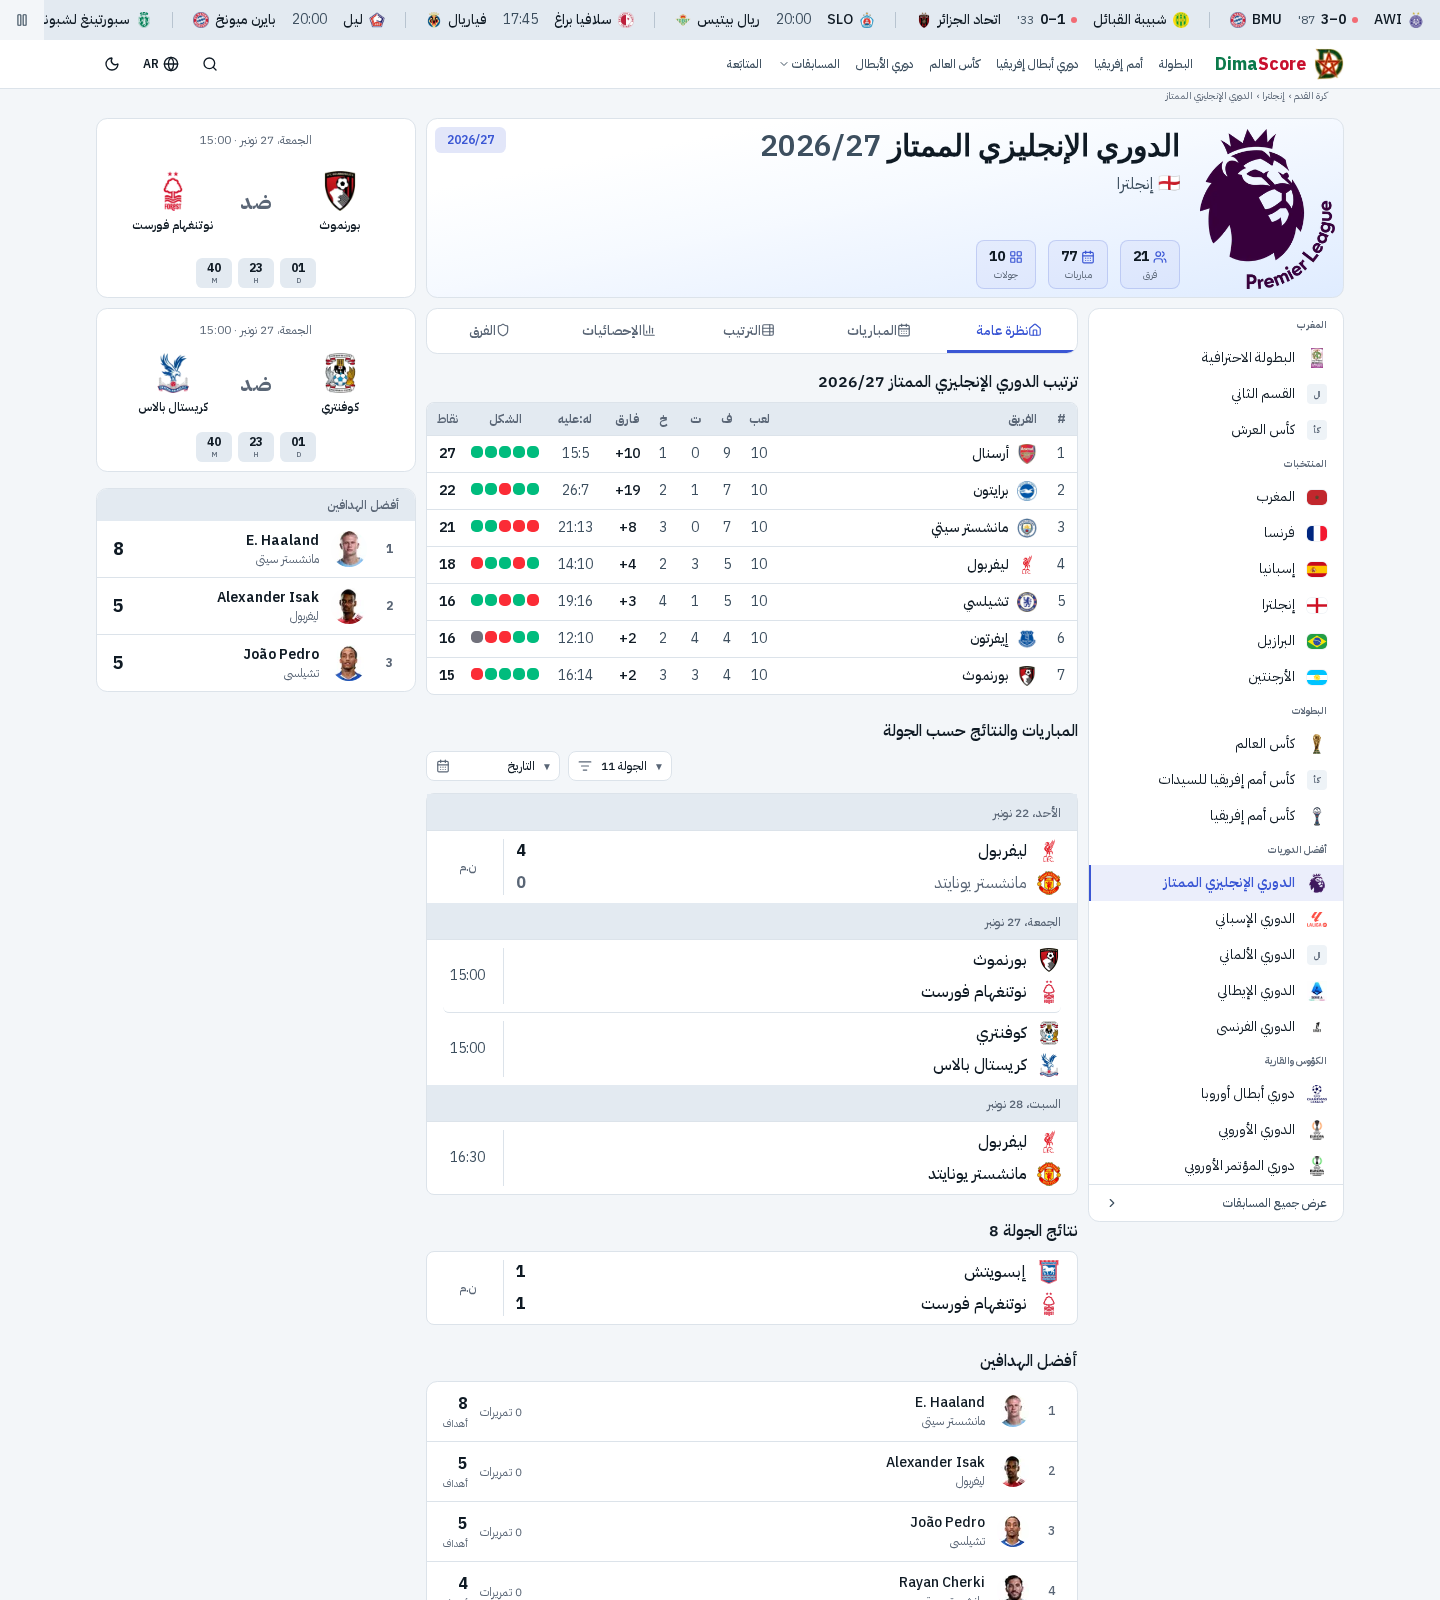 AWI 0–3 '87 BMU
شبيبة القبائل 1–0 '33 اتحاد الجزائر
SLO 20:00 ريال بيتيس
سلافيا براغ 17:45 فياريال
ليل 20:00 بايرن ميونخ
سبورتينغ لشبونة
DimaScore
البطولة
أمم إفريقيا
دوري أبطال إفريقيا
كأس العالم
دوري الأبطال
المسابقات
المتابعة
AR
كرة القدم › إنجلترا › الدوري الإنجليزي الممتاز
Premier League
الدوري الإنجليزي الممتاز 2026/27
2026/27
إنجلترا
21 فرق
77 مباريات
10 جولات
الجمعة، 27 نونبر · 15:00
بورنموث ضد نوتنغهام فورست
01 D 23 H 40 M
الجمعة، 27 نونبر · 15:00
كوفنتري ضد كريستال بالاس
01 D 23 H 40 M
أفضل الهدافين
1 E. Haaland 8
مانشستر سيتي
2 Alexander Isak 5
ليفربول
3 João Pedro 5
تشيلسي
المغرب
البطولة الاحترافية
ل القسم الثاني
كأ كأس العرش
المنتخبات
المغرب
فرنسا
إسبانيا
إنجلترا
البرازيل
الأرجنتين
البطولات
كأس العالم
كأ كأس أمم إفريقيا للسيدات
كأس أمم إفريقيا
أفضل الدوريات
الدوري الإنجليزي الممتاز
الدوري الإسباني
ل الدوري الألماني
الدوري الإيطالي
الدوري الفرنسي
الكؤوس والقارية
دوري أبطال أوروبا
الدوري الأوروبي
دوري المؤتمر الأوروبي
عرض جميع المسابقات
نظرة عامة
المباريات
الترتيب
الإحصائيات
الفرق
ترتيب الدوري الإنجليزي الممتاز 2026/27
# الفريق لعب ف ت خ فارق له:عليه الشكل نقاط
1 أرسنال 10 9 0 1 +10 15:5 27
2 برايتون 10 7 1 2 +19 26:7 22
3 مانشستر سيتي 10 7 0 3 +8 21:13 21
4 ليفربول 10 5 3 2 +4 14:10 18
5 تشيلسي 10 5 1 4 +3 19:16 16
6 إيفرتون 10 4 4 2 +2 12:10 16
7 بورنموث 10 4 3 3 +2 16:14 15
المباريات والنتائج حسب الجولة
الجولة 11 ▾
التاريخ ▾
الأحد، 22 نونبر
ليفربول 4
مانشستر يونايتد 0
ن.م
الجمعة، 27 نونبر
بورنموث
نوتنغهام فورست
15:00
كوفنتري
كريستال بالاس
15:00
السبت، 28 نونبر
ليفربول
مانشستر يونايتد
16:30
نتائج الجولة 8
إبسويتش 1
نوتنغهام فورست 1
ن.م
أفضل الهدافين
1 E. Haaland 0 تمريرات 8
مانشستر سيتي أهداف
2 Alexander Isak 0 تمريرات 5
ليفربول أهداف
3 João Pedro 0 تمريرات 5
تشيلسي أهداف
4 Rayan Cherki 0 تمريرات 4